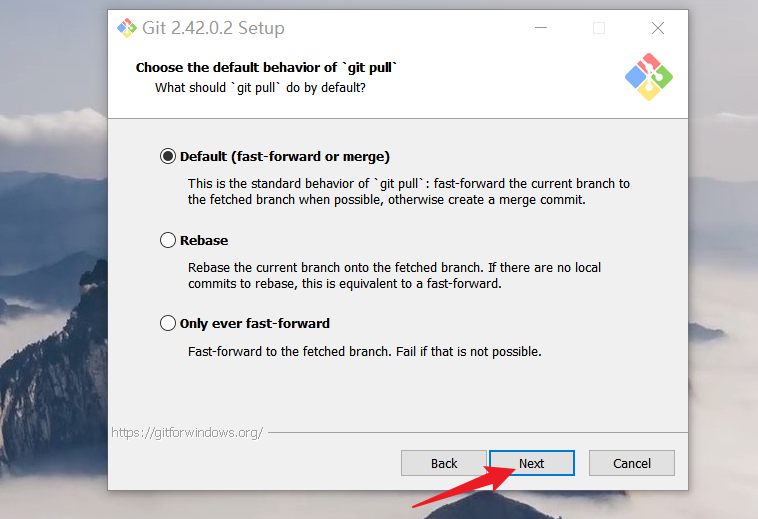 Git 2.42.0.2 Setup
Choose the default behavior of `git pull`
What should `git pull` do by default?
Default (fast-forward or merge)
This is the standard behavior of `git pull`: fast-forward the current branch to
the fetched branch when possible, otherwise create a merge commit.
Rebase
Rebase the current branch onto the fetched branch. If there are no local
commits to rebase, this is equivalent to a fast-forward.
Only ever fast-forward
Fast-forward to the fetched branch. Fail if that is not possible.
https://gitforwindows.org/
Back Next Cancel